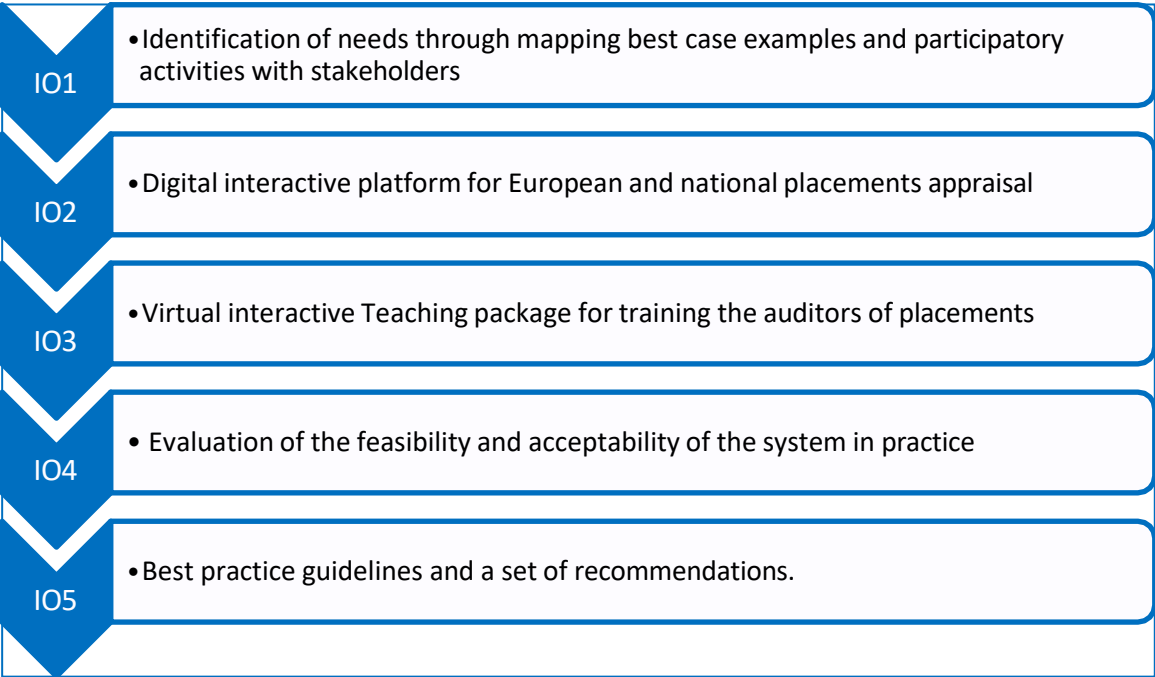 IO1
•Identification of needs through mapping best case examples and participatory
activities with stakeholders
IO2
•Digital interactive platform for European and national placements appraisal
IO3
•Virtual interactive Teaching package for training the auditors of placements
IO4
• Evaluation of the feasibility and acceptability of the system in practice
IO5
•Best practice guidelines and a set of recommendations.